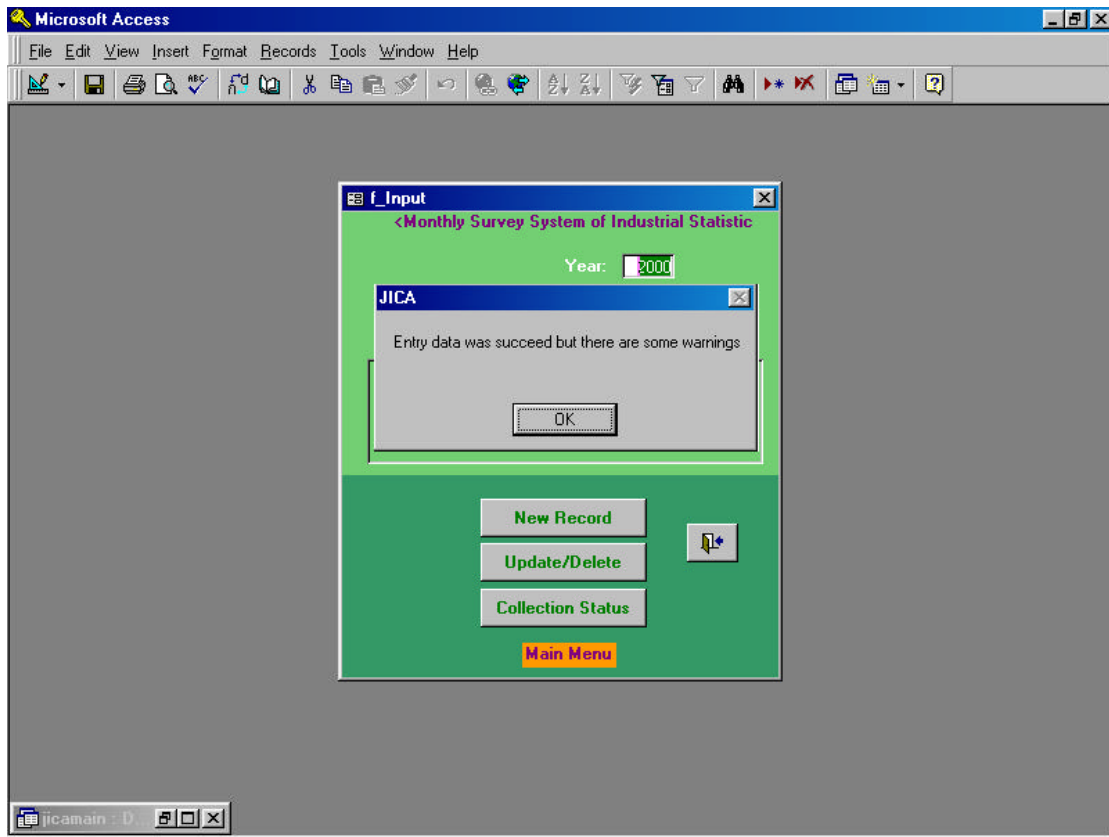 Microsoft Access
File Edit View Insert Format Records Tools Window Help
f_Input
<Monthly Survey System of Industrial Statistic
Year: 2000
JICA
Entry data was succeed but there are some warnings
OK
New Record
Update/Delete
Collection Status
Main Menu
jicamain : D...